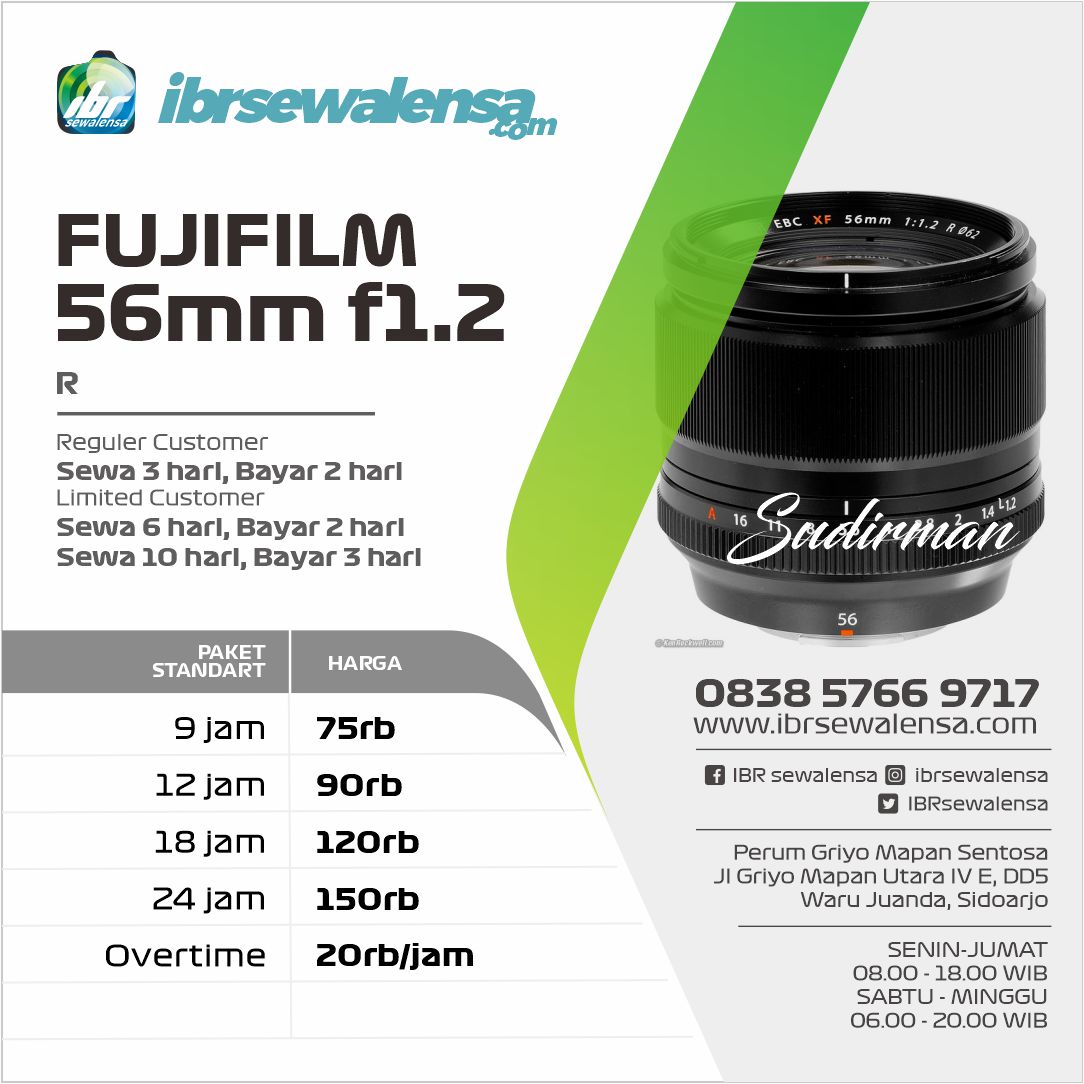 ibr
sewalensa
ibrsewalensa
.com
FUJIFILM
56mm f1.2
R
Reguler Customer
Sewa 3 hari, Bayar 2 hari
Limited Customer
Sewa 6 hari, Bayar 2 hari
Sewa 10 hari, Bayar 3 hari
PAKET
STANDART
HARGA
9 jam 75rb
12 jam 90rb
18 jam 120rb
24 jam 150rb
Overtime 20rb/jam
EBC XF 56mm 1:1.2 R Ø62
A 16 11 8 2 1.4 L 1.2
Sudirman
56
© KenRockwell.com
0838 5766 9717
www.ibrsewalensa.com
IBR sewalensa ibrsewalensa
IBRsewalensa
Perum Griyo Mapan Sentosa
Jl Griyo Mapan Utara IV E, DD5
Waru Juanda, Sidoarjo
SENIN-JUMAT
08.00 - 18.00 WIB
SABTU - MINGGU
06.00 - 20.00 WIB